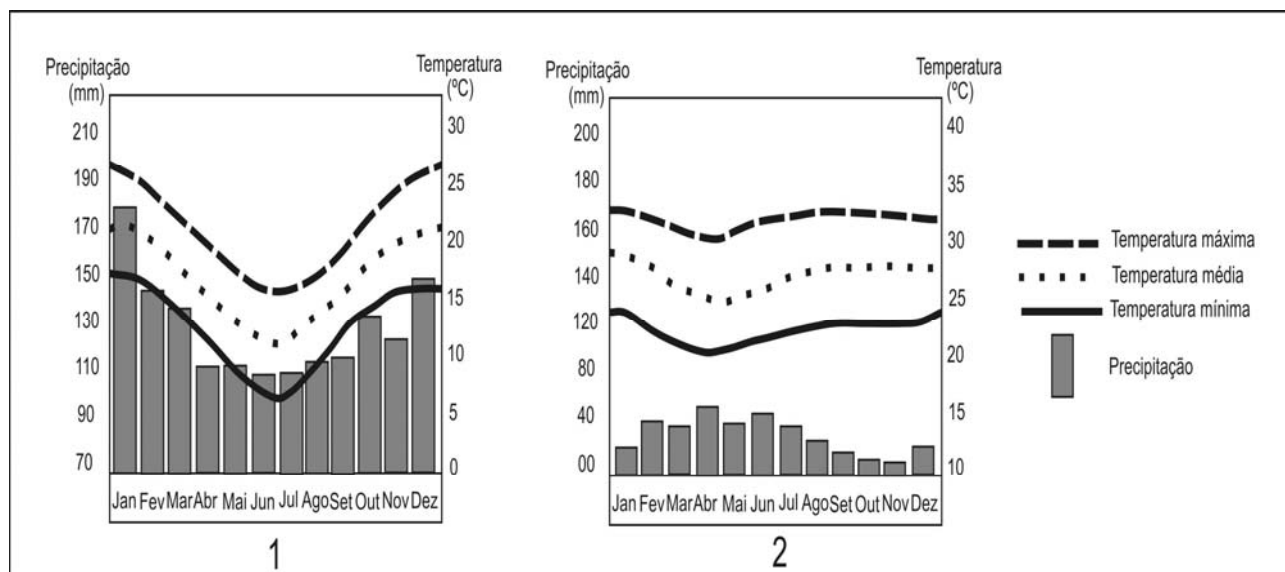 Precipitação
(mm)
Temperatura
(ºC)
210
190
170
150
130
110
90
70
30
25
20
15
10
5
0
Jan Fev Mar Abr Mai Jun Jul Ago Set Out Nov Dez
1
Precipitação
(mm)
Temperatura
(ºC)
200
180
160
140
120
80
40
00
40
35
30
25
20
15
10
Jan Fev Mar Abr Mai Jun Jul Ago Set Out Nov Dez
2
Temperatura máxima
Temperatura média
Temperatura mínima
Precipitação